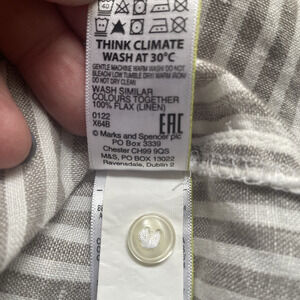 THINK CLIMATE
WASH AT 30°C
GENTLE MACHINE WARM WASH/ DO NOT
BLEACH/ LOW TUMBLE DRY/ WARM IRON/
DO NOT DRY CLEAN
WASH SIMILAR
COLOURS TOGETHER
100% FLAX (LINEN)
0122
X64B
EAC
© Marks and Spencer plc
PO Box 3339
Chester CH99 9QS
M&S, PO BOX 13022
Ravensdale, Dublin 2